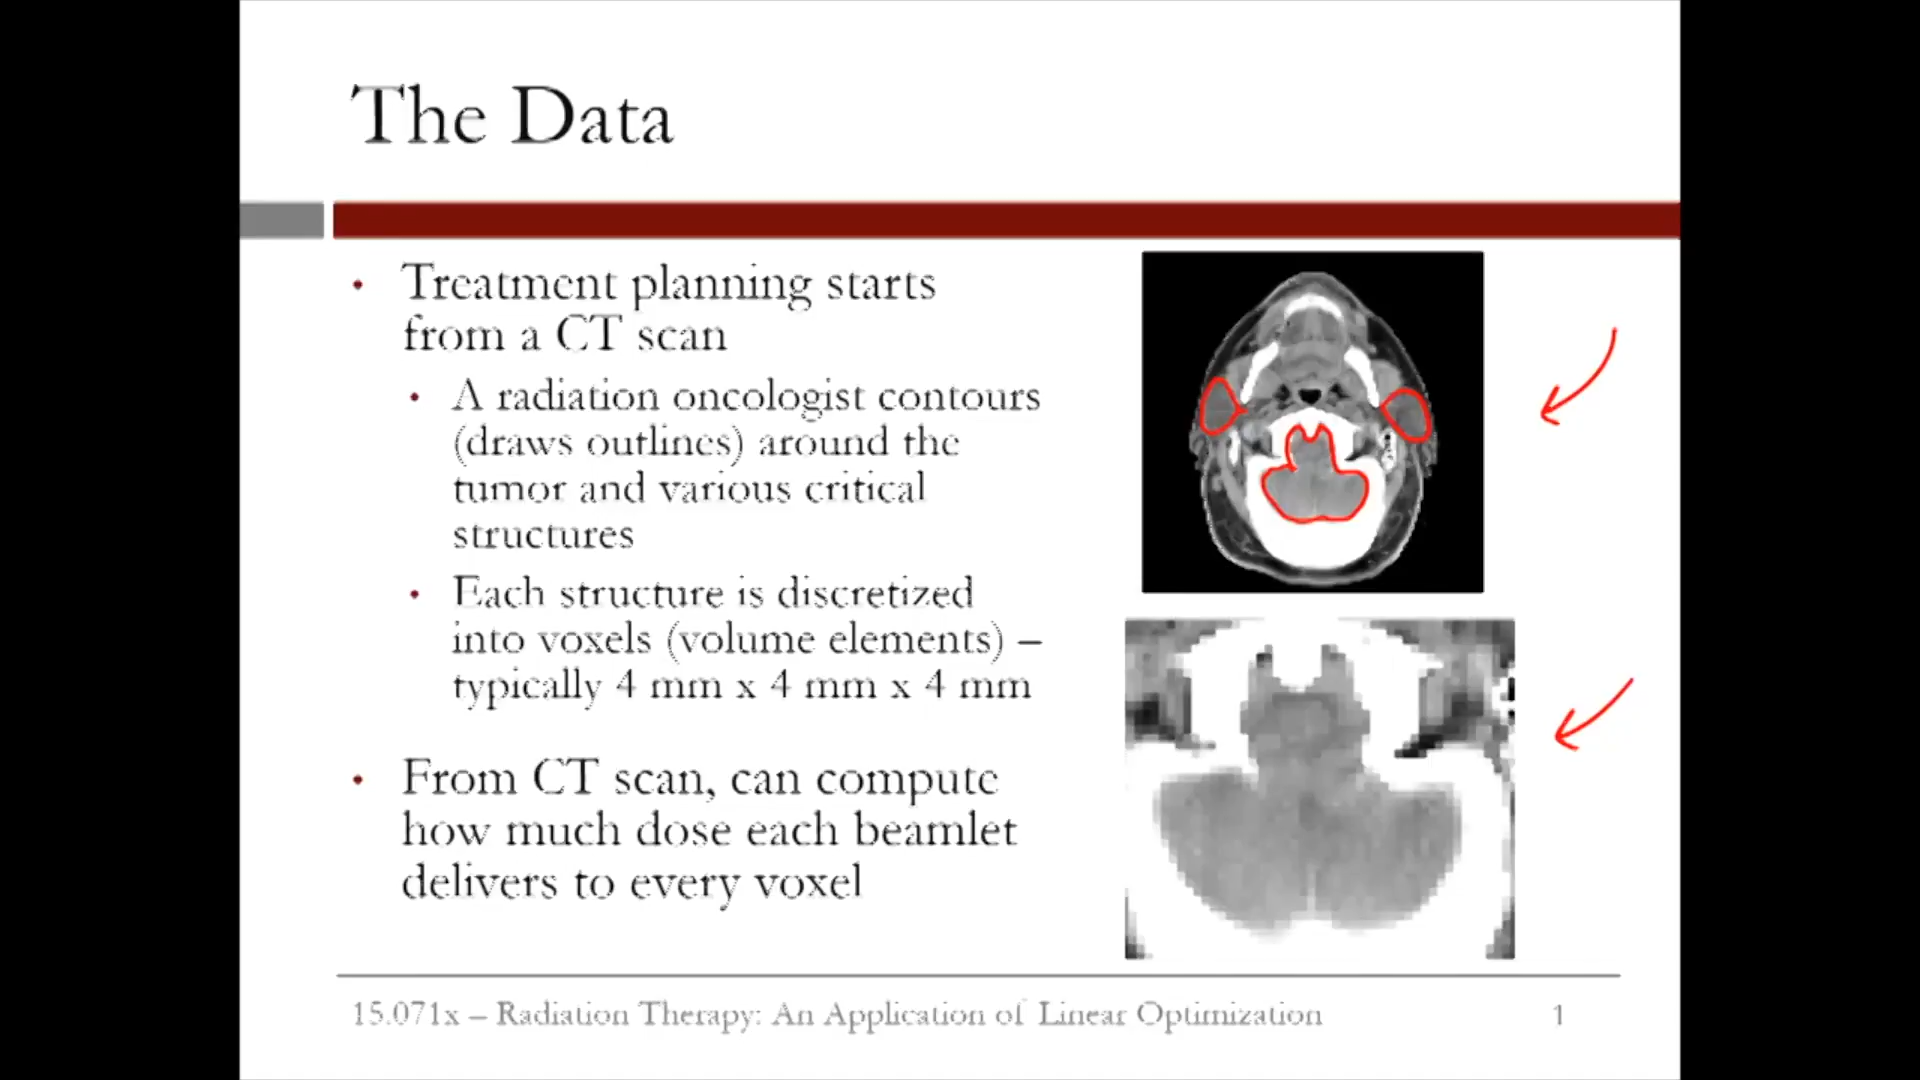 The Data
• Treatment planning starts
from a CT scan
• A radiation oncologist contours
(draws outlines) around the
tumor and various critical
structures
• Each structure is discretized
into voxels (volume elements) –
typically 4 mm x 4 mm x 4 mm
• From CT scan, can compute
how much dose each beamlet
delivers to every voxel
15.071x – Radiation Therapy: An Application of Linear Optimization
1